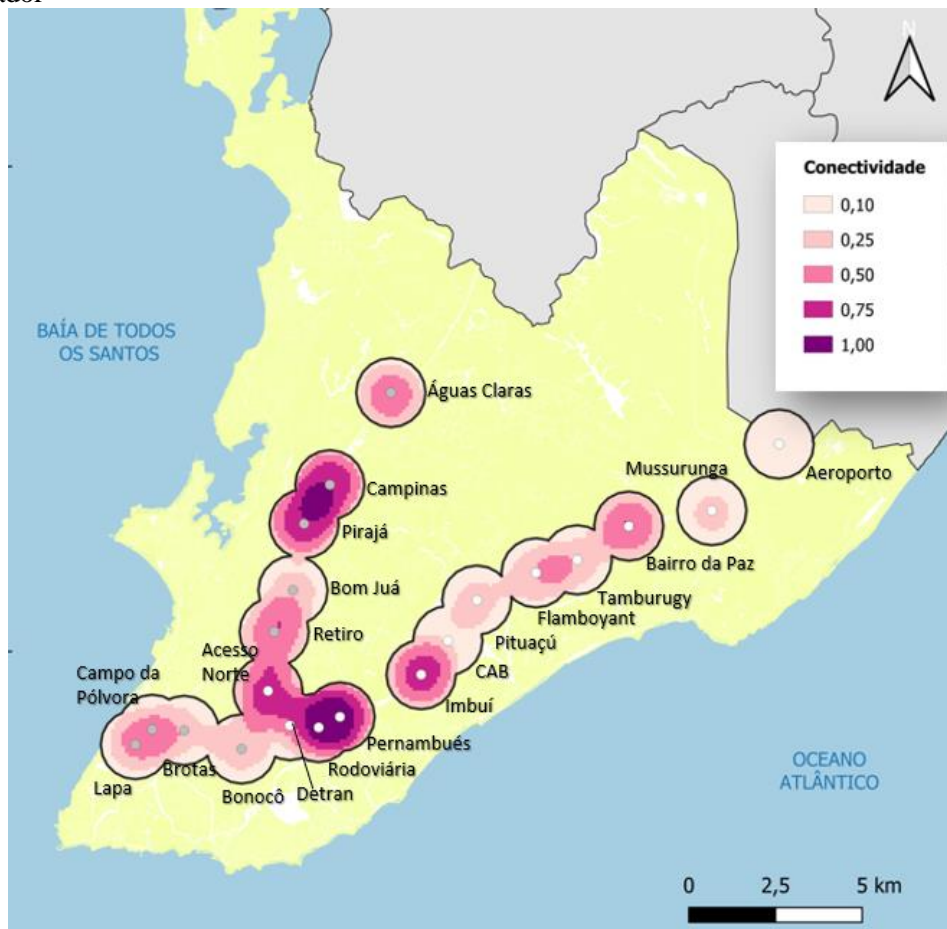 ador
N
Conectividade
0,10
0,25
0,50
0,75
1,00
BAÍA DE TODOS
OS SANTOS
Águas Claras
Aeroporto
Mussurunga
Campinas
Pirajá
Bairro da Paz
Tamburugy
Bom Juá
Flamboyant
Retiro
Pituaçú
Acesso
Norte
CAB
Campo da
Pólvora
Imbuí
Pernambués
Rodoviária
Brotas
Lapa
Bonocô
Detran
OCEANO
ATLÂNTICO
0 2,5 5 km